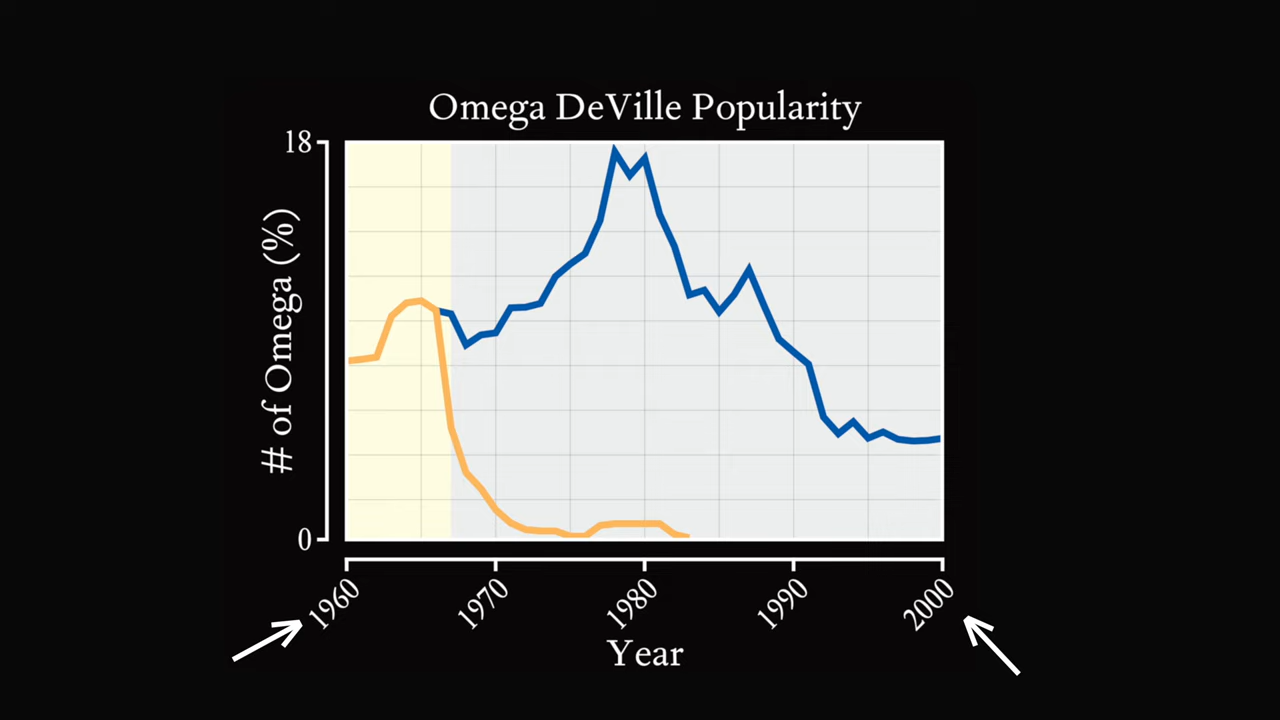 Omega DeVille Popularity
18
# of Omega (%)
0
1960 1970 1980 1990 2000
Year